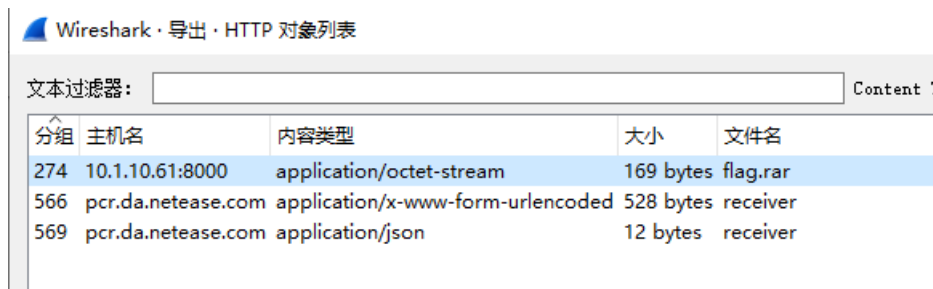 Wireshark · 导出 · HTTP 对象列表
文本过滤器： Content
分组 主机名 内容类型 大小 文件名
274 10.1.10.61:8000 application/octet-stream 169 bytes flag.rar
566 pcr.da.netease.com application/x-www-form-urlencoded 528 bytes receiver
569 pcr.da.netease.com application/json 12 bytes receiver